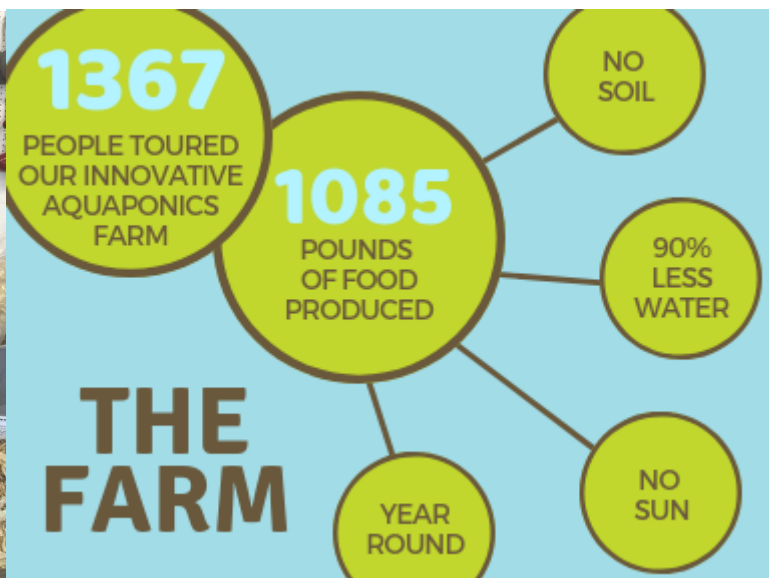 1367
PEOPLE TOURED
OUR INNOVATIVE
AQUAPONICS
FARM
1085
POUNDS
OF FOOD
PRODUCED
NO
SOIL
90%
LESS
WATER
NO
SUN
YEAR
ROUND
THE
FARM